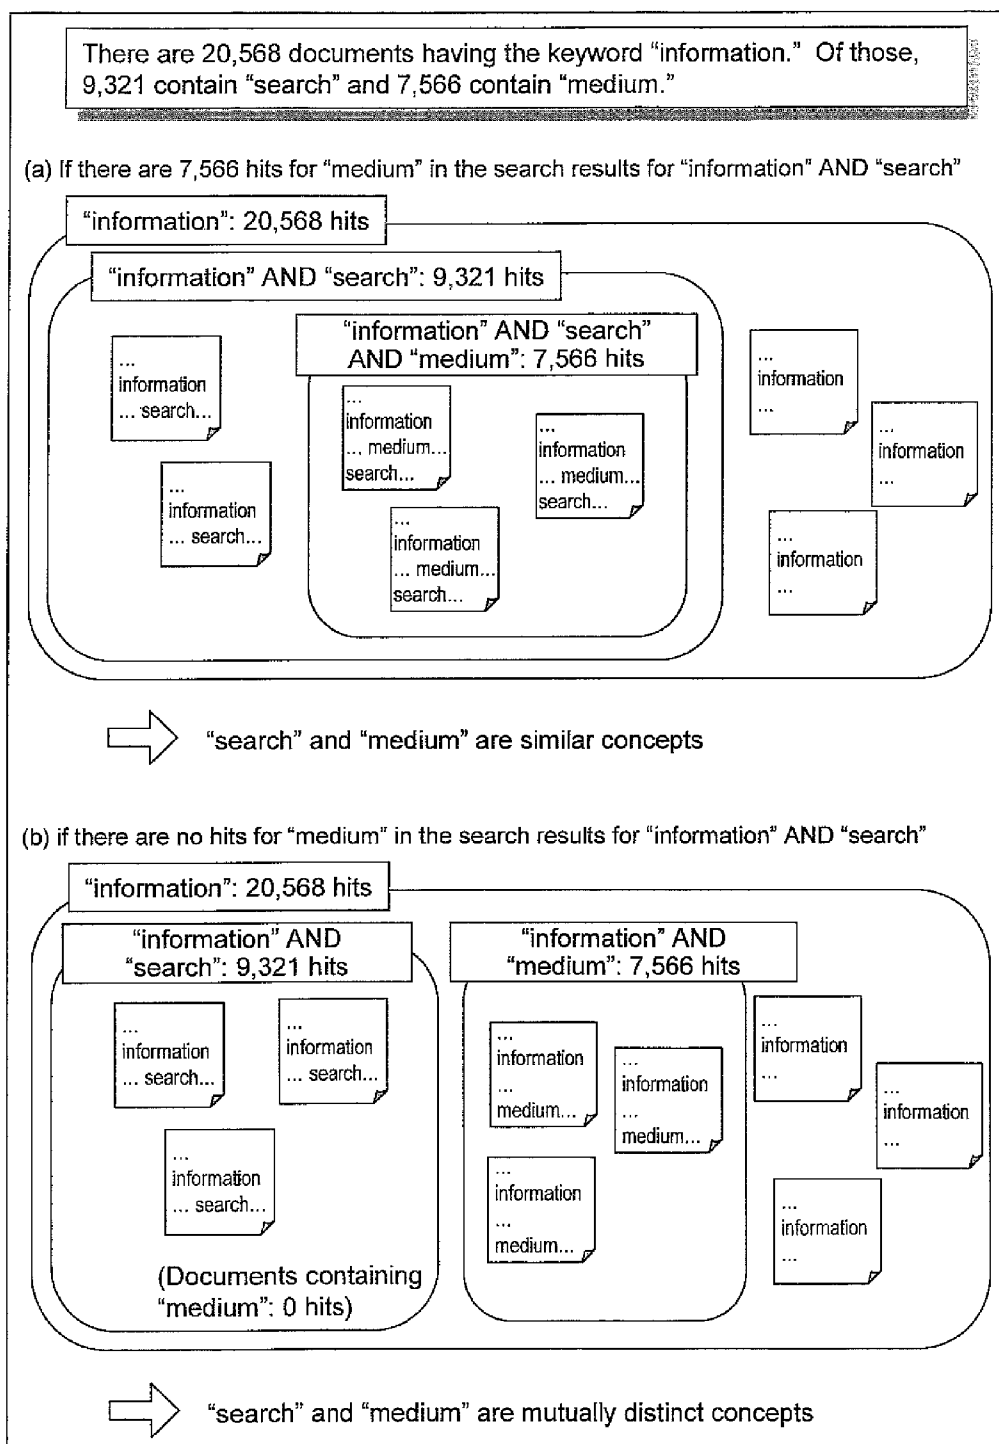 There are 20,568 documents having the keyword “information.” Of those,
9,321 contain “search” and 7,566 contain “medium.”
(a) If there are 7,566 hits for “medium” in the search results for “information” AND “search”
“information”: 20,568 hits
“information” AND “search”: 9,321 hits
“information” AND “search”
AND “medium”: 7,566 hits
...
information
... search...
...
information
... search...
...
information
... medium...
search...
...
information
... medium...
search...
...
information
... medium...
search...
...
information
...
...
information
...
...
information
...
“search” and “medium” are similar concepts
(b) if there are no hits for “medium” in the search results for “information” AND “search”
“information”: 20,568 hits
“information” AND
“search”: 9,321 hits
“information” AND
“medium”: 7,566 hits
...
information
... search...
...
information
... search...
...
information
... search...
(Documents containing
“medium”: 0 hits)
...
information
...
medium...
...
information
...
medium...
...
information
...
medium...
...
information
...
...
information
...
...
information
...
“search” and “medium” are mutually distinct concepts